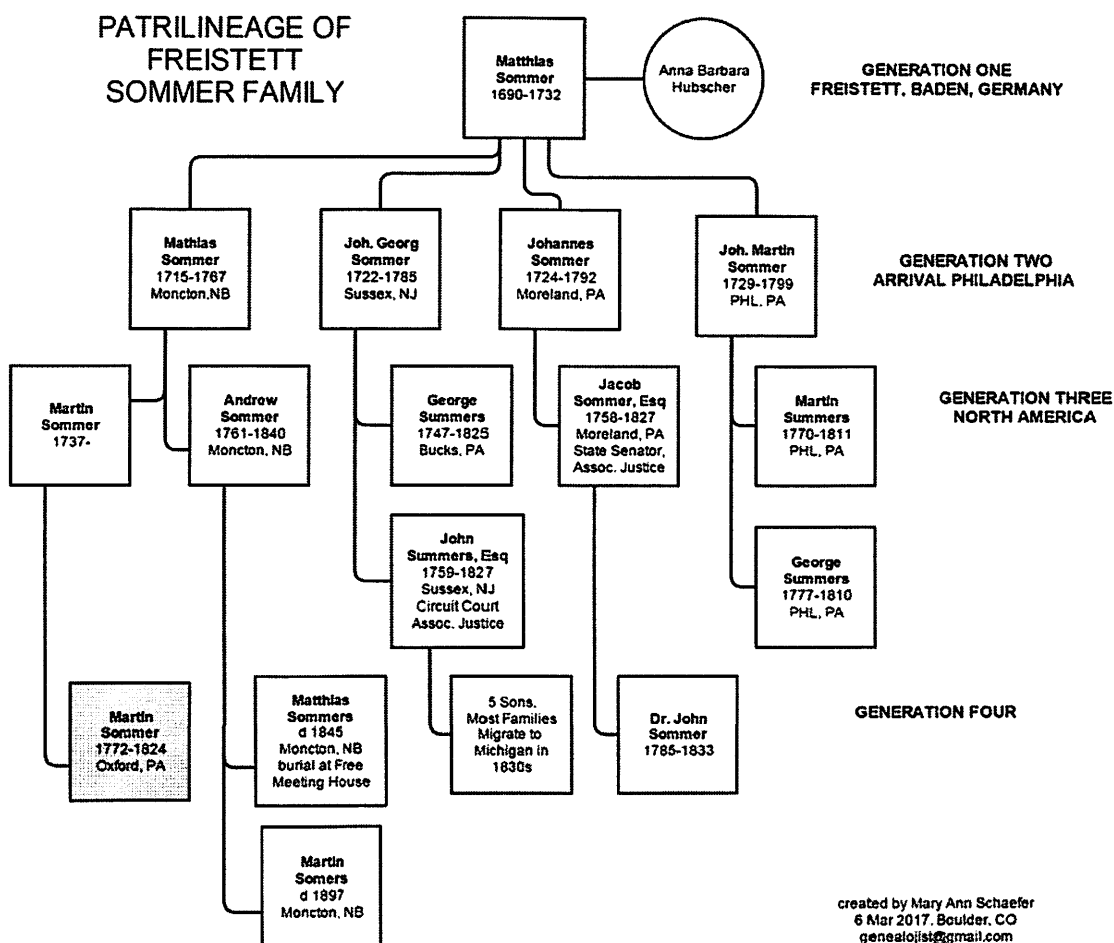 PATRILINEAGE OF
FREISTETT
SOMMER FAMILY
Matthias
Sommer
1690-1732
Anna Barbara
Hubscher
GENERATION ONE
FREISTETT, BADEN, GERMANY
Mathias
Sommer
1715-1767
Moncton,NB
Joh. Georg
Sommer
1722-1785
Sussex, NJ
Johannes
Sommer
1724-1792
Moreland, PA
Joh. Martin
Sommer
1729-1799
PHL, PA
GENERATION TWO
ARRIVAL PHILADELPHIA
Martin
Sommer
1737-
Andrew
Sommer
1761-1840
Moncton, NB
George
Summers
1747-1825
Bucks, PA
Jacob
Sommer, Esq
1758-1827
Moreland, PA
State Senator,
Assoc. Justice
Martin
Summers
1770-1811
PHL, PA
GENERATION THREE
NORTH AMERICA
John
Summers, Esq
1759-1827
Sussex, NJ
Circuit Court
Assoc. Justice
George
Summers
1777-1810
PHL, PA
Martin
Sommer
1772-1824
Oxford, PA
Matthias
Sommers
d 1845
Moncton, NB
burial at Free
Meeting House
5 Sons.
Most Families
Migrate to
Michigan in
1830s
Dr. John
Sommer
1785-1833
GENERATION FOUR
Martin
Somers
d 1897
Moncton, NB
created by Mary Ann Schaefer
6 Mar 2017, Boulder, CO
genealojist@gmail.com